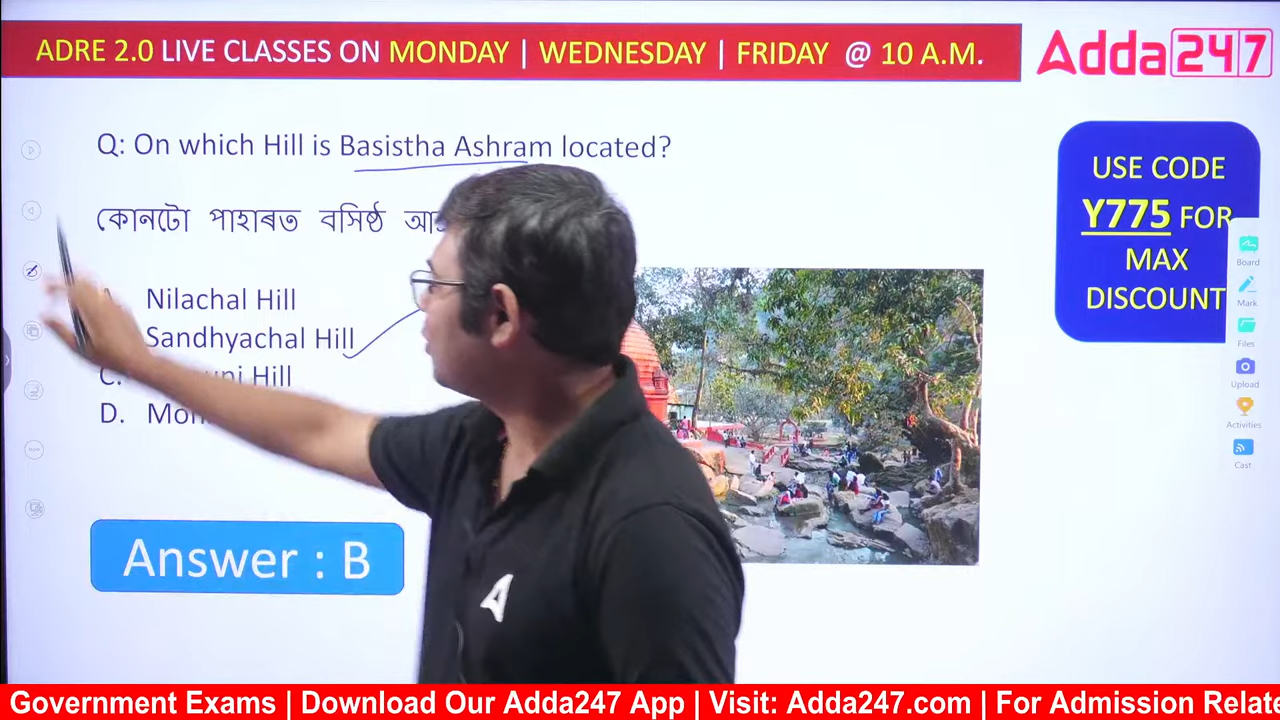 ADRE 2.0 LIVE CLASSES ON MONDAY | WEDNESDAY | FRIDAY @ 10 A.M.
Adda247
Q: On which Hill is Basistha Ashram located?
কোনটো পাহাৰত বসিষ্ঠ
Nilachal Hill
Sandhyachal Hill
C. Hill
D.
Answer : B
USE CODE
Y775 FOR
MAX
DISCOUNT
Board
Mark
Files
Upload
Activities
Cast
Government Exams | Download Our Adda247 App | Visit: Adda247.com | For Admission